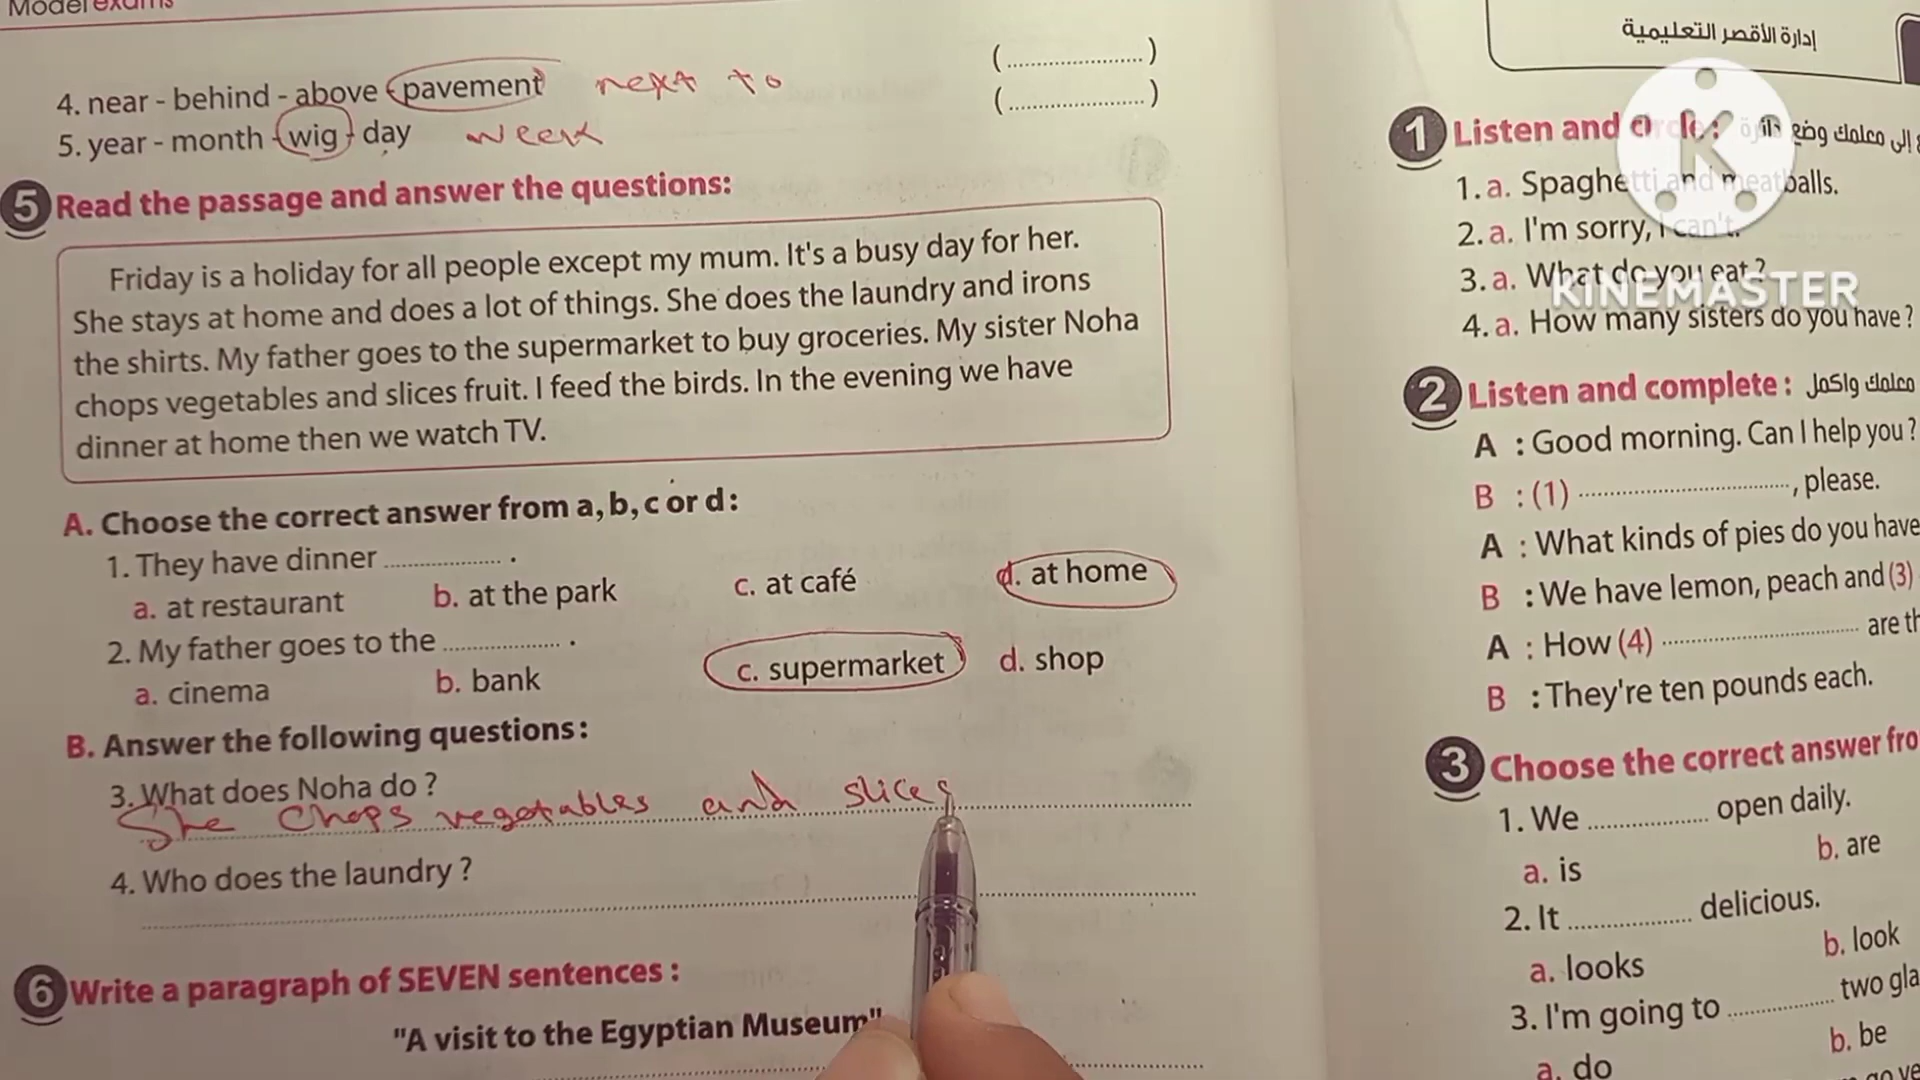 Model exams
4. near - behind - above - pavement next to (....................)
5. year - month - wig - day week (....................)
5 Read the passage and answer the questions:
Friday is a holiday for all people except my mum. It's a busy day for her.
She stays at home and does a lot of things. She does the laundry and irons
the shirts. My father goes to the supermarket to buy groceries. My sister Noha
chops vegetables and slices fruit. I feed the birds. In the evening we have
dinner at home then we watch TV.
A. Choose the correct answer from a, b, c or d:
1. They have dinner .................. .
a. at restaurant b. at the park c. at café d. at home
2. My father goes to the .................. .
a. cinema b. bank c. supermarket d. shop
B. Answer the following questions:
3. What does Noha do ?
She chops vegetables and slices
4. Who does the laundry ?
6 Write a paragraph of SEVEN sentences :
"A visit to the Egyptian Museum"
إدارة الأقصر التعليمية
1 Listen and circle : إلى معلمك وضع دائرة
1. a. Spaghetti and meatballs.
2. a. I'm sorry, I can't.
3. a. What do you eat ?
4. a. How many sisters do you have ?
K
KINEMASTER
2 Listen and complete : معلمك واكمل
A : Good morning. Can I help you ?
B : (1) .................. , please.
A : What kinds of pies do you have
B : We have lemon, peach and (3)
A : How (4) .................. are
B : They're ten pounds each.
3 Choose the correct answer
1. We .................. open daily.
a. is b. are
2. It .................. delicious.
a. looks b. look
3. I'm going to .................. two
a. do b. be